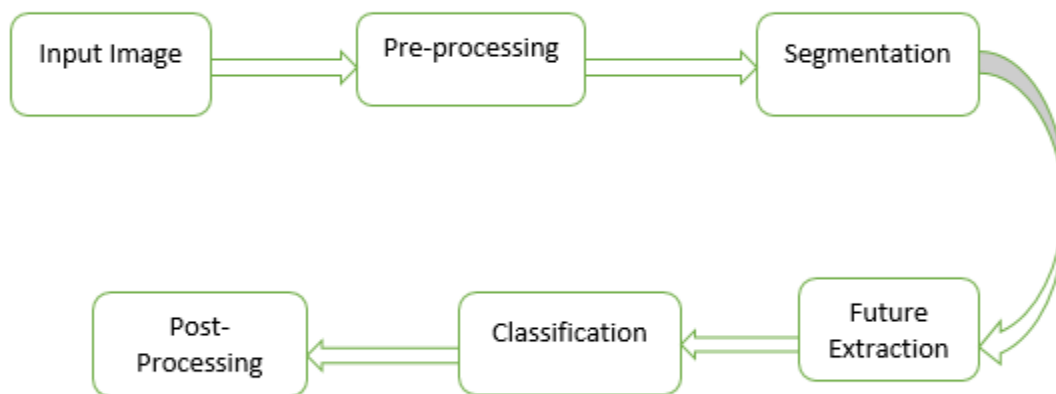 Input Image
Pre-processing
Segmentation
Future
Extraction
Classification
Post-
Processing